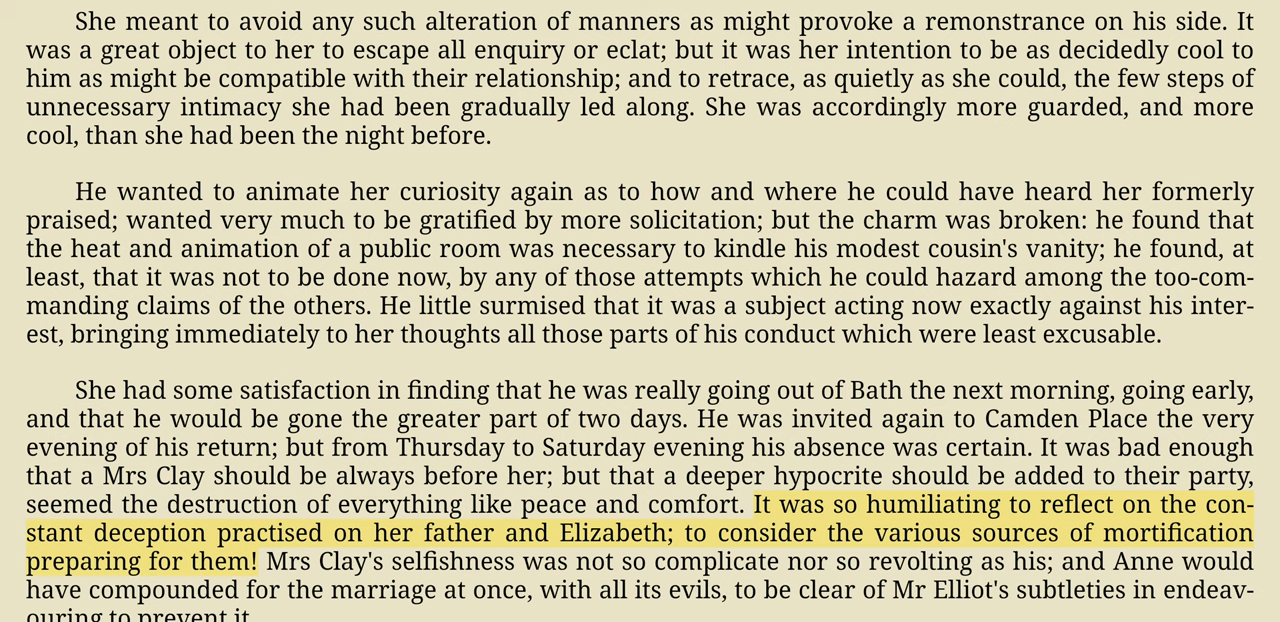 She meant to avoid any such alteration of manners as might provoke a remonstrance on his side. It
was a great object to her to escape all enquiry or eclat; but it was her intention to be as decidedly cool to
him as might be compatible with their relationship; and to retrace, as quietly as she could, the few steps of
unnecessary intimacy she had been gradually led along. She was accordingly more guarded, and more
cool, than she had been the night before.
He wanted to animate her curiosity again as to how and where he could have heard her formerly
praised; wanted very much to be gratified by more solicitation; but the charm was broken: he found that
the heat and animation of a public room was necessary to kindle his modest cousin's vanity; he found, at
least, that it was not to be done now, by any of those attempts which he could hazard among the too-com-
manding claims of the others. He little surmised that it was a subject acting now exactly against his inter-
est, bringing immediately to her thoughts all those parts of his conduct which were least excusable.
She had some satisfaction in finding that he was really going out of Bath the next morning, going early,
and that he would be gone the greater part of two days. He was invited again to Camden Place the very
evening of his return; but from Thursday to Saturday evening his absence was certain. It was bad enough
that a Mrs Clay should be always before her; but that a deeper hypocrite should be added to their party,
seemed the destruction of everything like peace and comfort. It was so humiliating to reflect on the con-
stant deception practised on her father and Elizabeth; to consider the various sources of mortification
preparing for them! Mrs Clay's selfishness was not so complicate nor so revolting as his; and Anne would
have compounded for the marriage at once, with all its evils, to be clear of Mr Elliot's subtleties in endeav-
ouring to prevent it.